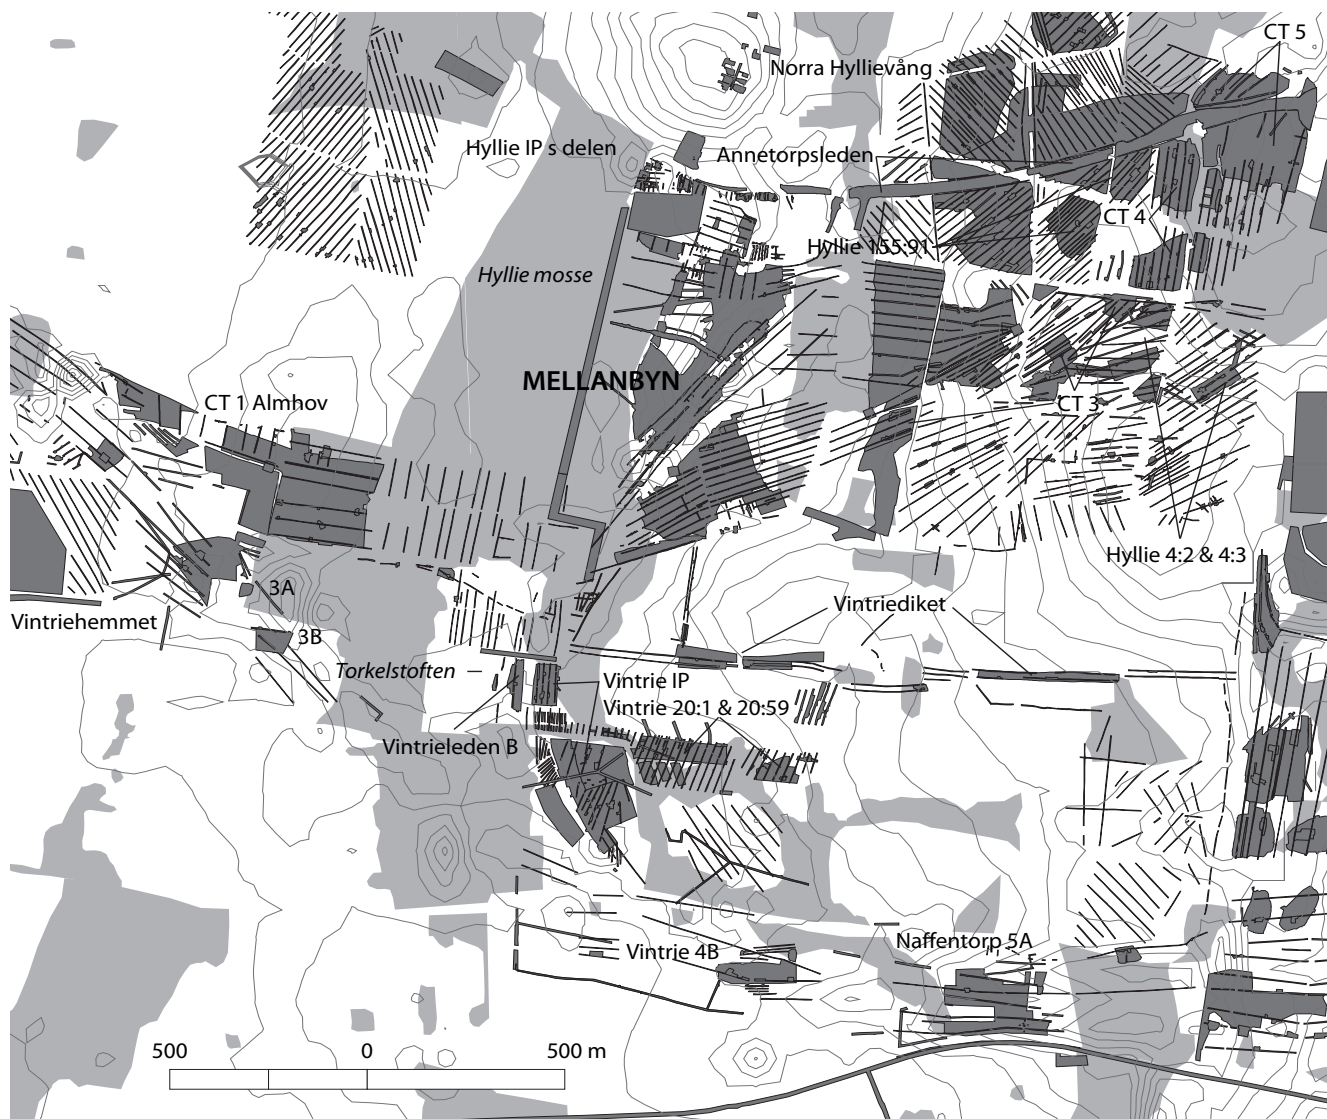 CT 5
Norra Hyllievång
Hyllie IP s delen
Annetorpsleden
CT 4
Hyllie 155:91
Hyllie mosse
MELLANBYN
CT 1 Almhov
CT 3
Hyllie 4:2 & 4:3
3A
Vintriediket
Vintriehemmet
3B
Torkelstoften
Vintrie IP
Vintrie 20:1 & 20:59
Vintrieleden B
Naffentorp 5A
Vintrie 4B
500 0 500 m